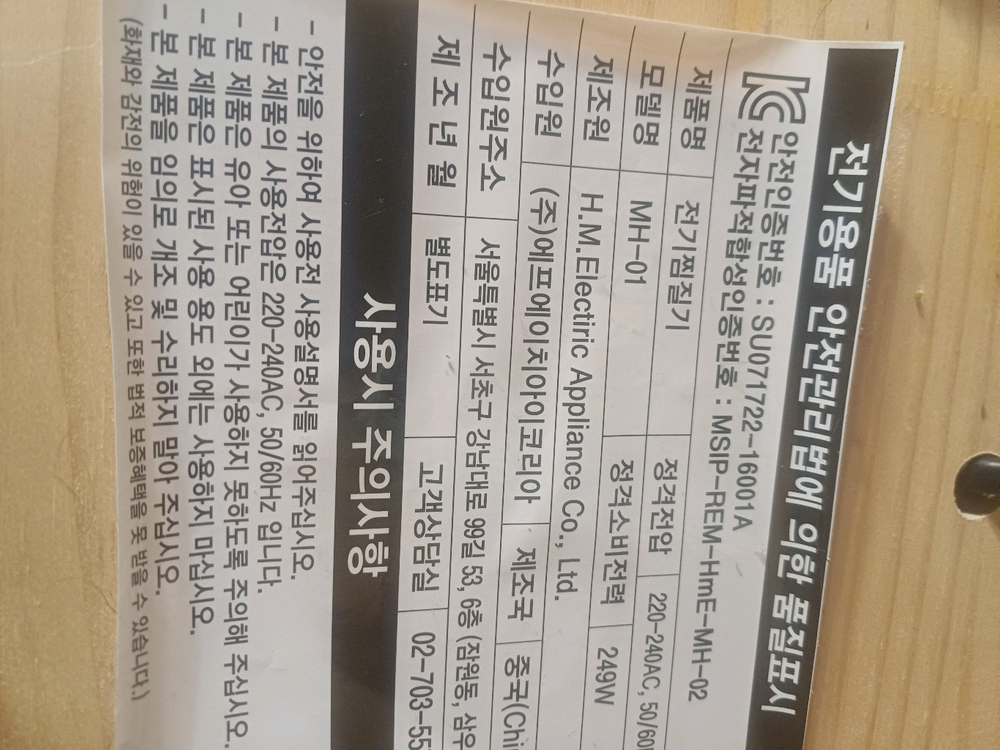 전기용품 안전관리법에 의한 품질표시
안전인증번호 : SU071722-16001A
전자파적합성인증번호 : MSIP-REM-HmE-MH-02
제품명 전기찜질기 정격전압 220-240AC, 50/60
모델명 MH-01 정격소비전력 249W
제조원 H.M.Electiric Appliance Co., Ltd.
수입원 (주)에프에이치아이코리아 제조국 중국(Chi
수입원주소 서울특별시 서초구 강남대로 99길 53, 6층 (잠원동, 삼우
제 조 년 월 별도표기 고객상담실 02-703-55
사용시 주의사항
- 안전을 위하여 사용전 사용설명서를 읽어주십시오.
- 본 제품의 사용전압은 220-240AC, 50/60Hz 입니다.
- 본 제품은 유아 또는 어린이가 사용하지 못하도록 주의해 주십시오.
- 본 제품은 표시된 사용 용도 외에는 사용하지 마십시오.
- 본 제품을 임의로 개조 및 수리하지 말아 주십시오.
(화재와 감전의 위험이 있을 수 있고 또한 법적 보증혜택을 못 받을 수 있습니다.)